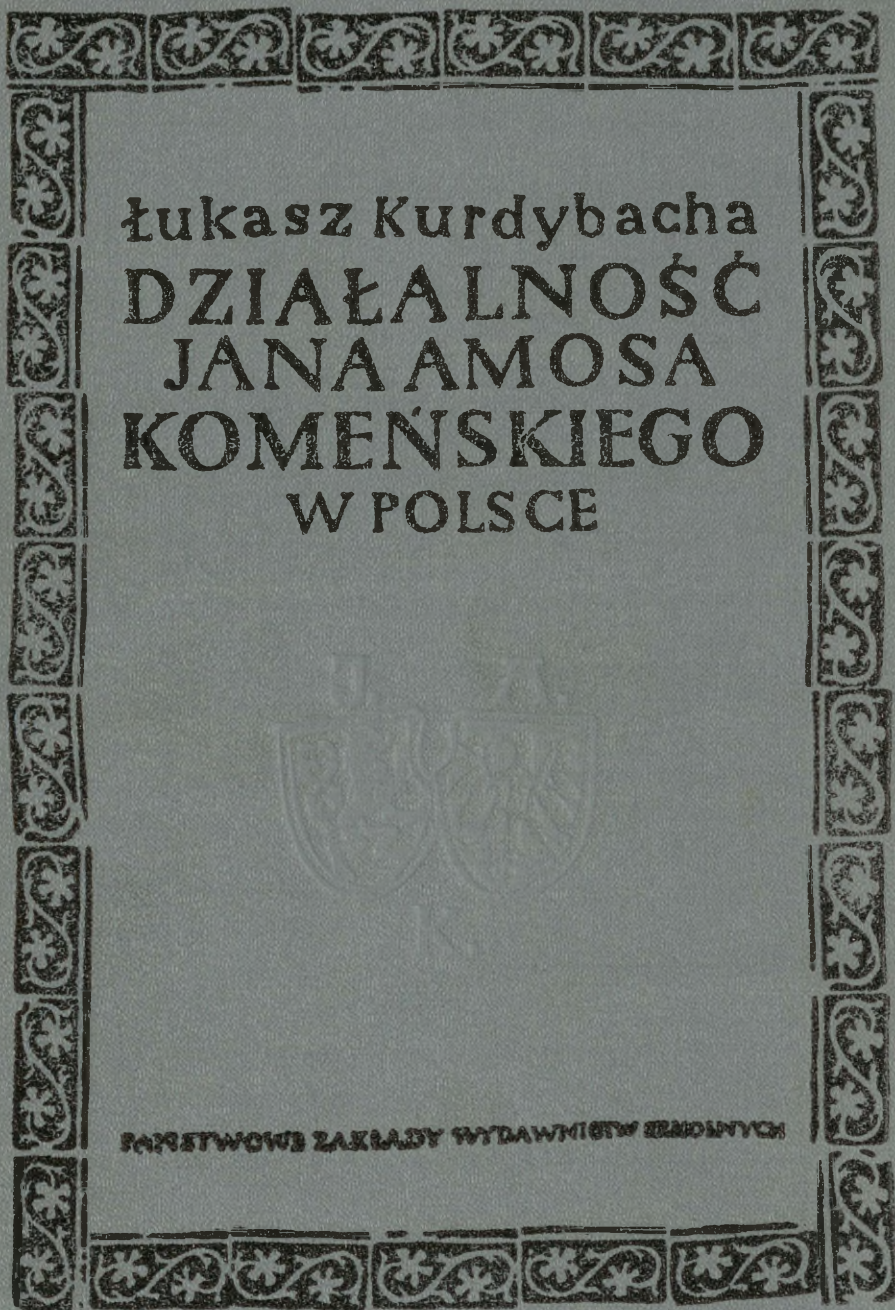 Łukasz Kurdybacha
DZIAŁALNOŚĆ
JANA AMOSA
KOMEŃSKIEGO
W POLSCE
J. A.
K.
PAŃSTWOWE ZAKŁADY WYDAWNICTW SZKOLNYCH